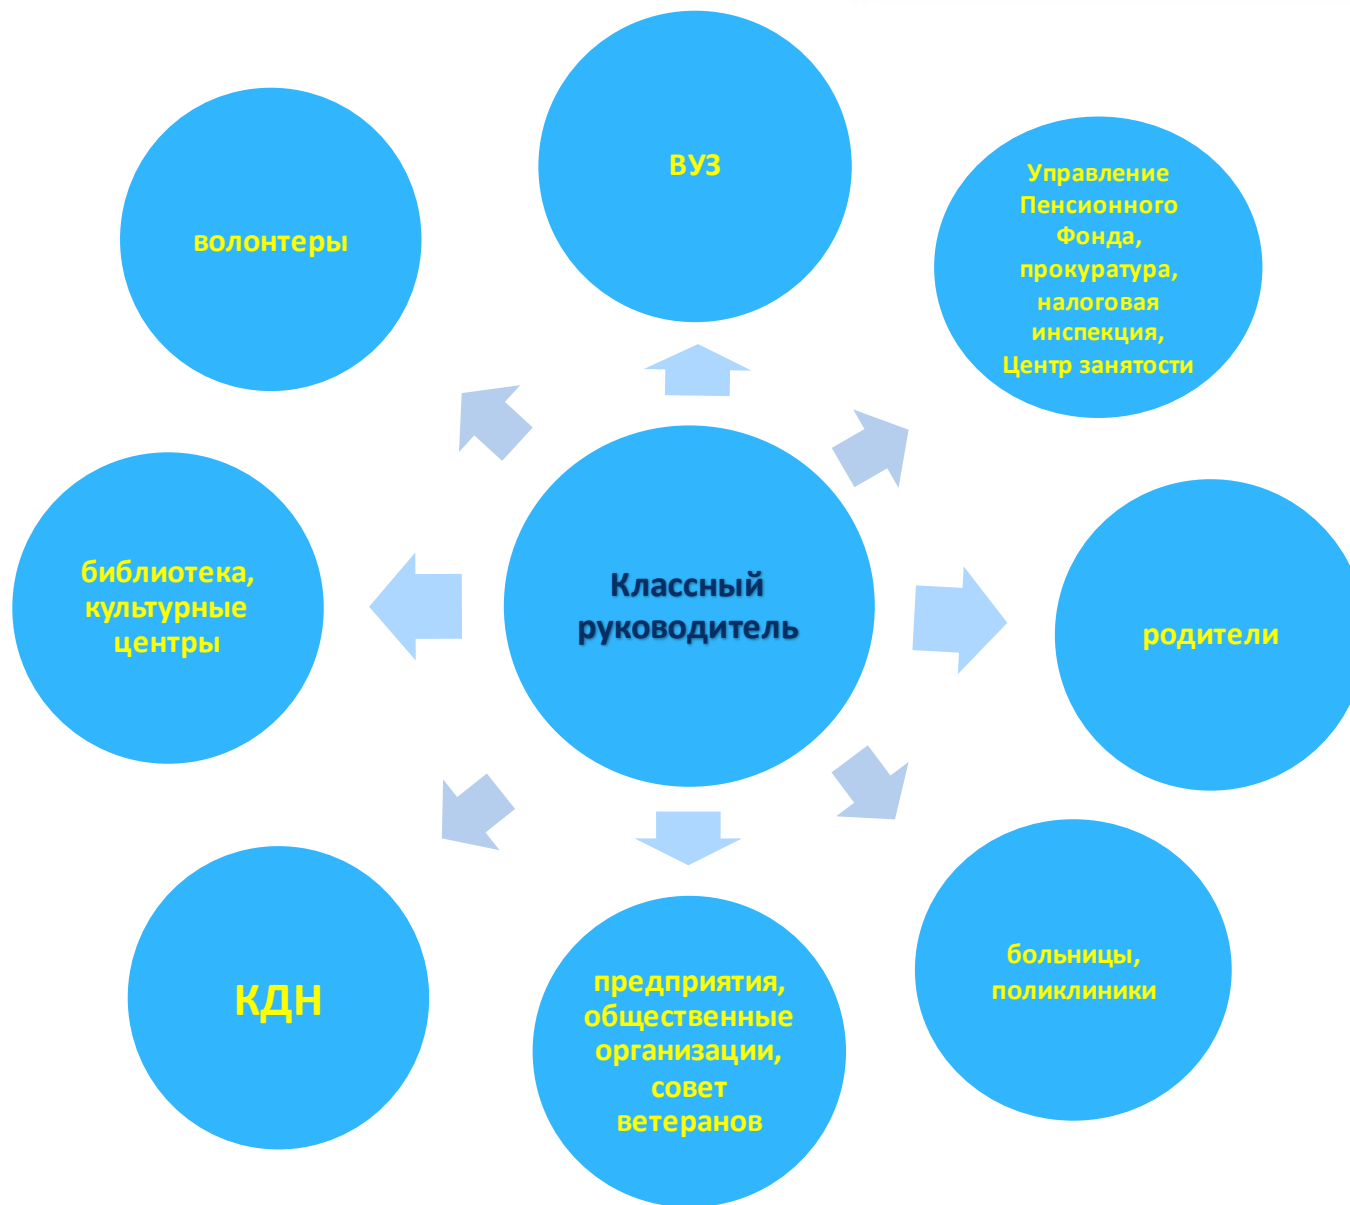 ВУЗ
Управление
Пенсионного
Фонда,
прокуратура,
налоговая
инспекция,
Центр занятости
волонтеры
библиотека,
культурные
центры
Классный
руководитель
родители
больницы,
поликлиники
КДН
предприятия,
общественные
организации,
совет
ветеранов